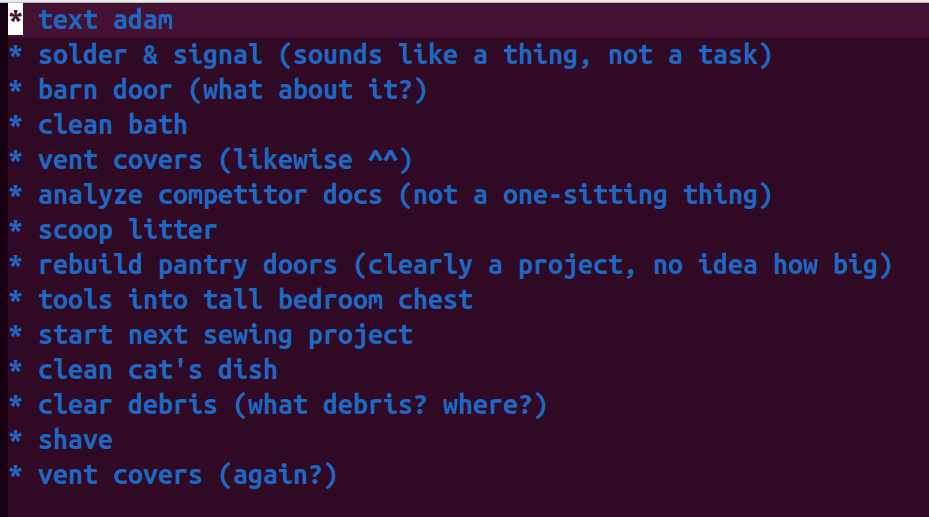 * text adam
* solder & signal (sounds like a thing, not a task)
* barn door (what about it?)
* clean bath
* vent covers (likewise ^^)
* analyze competitor docs (not a one-sitting thing)
* scoop litter
* rebuild pantry doors (clearly a project, no idea how big)
* tools into tall bedroom chest
* start next sewing project
* clean cat's dish
* clear debris (what debris? where?)
* shave
* vent covers (again?)